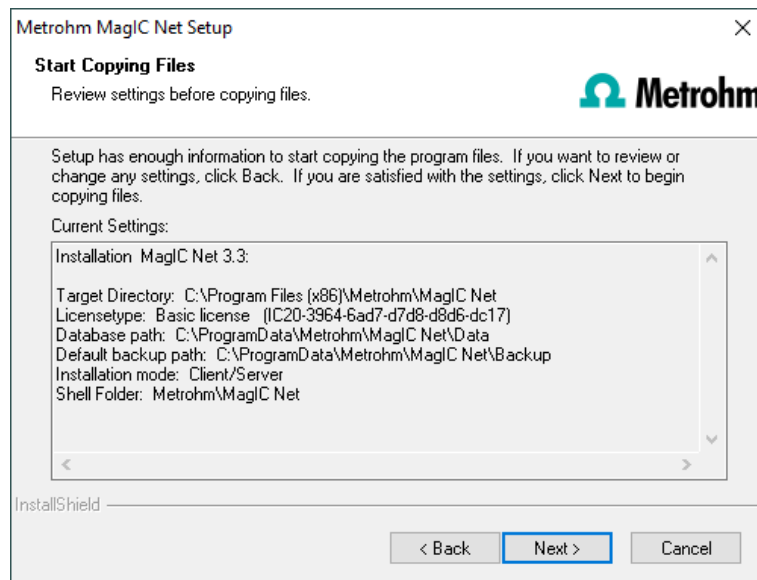 Metrohm MagIC Net Setup
Start Copying Files
Review settings before copying files.
Metrohm
Setup has enough information to start copying the program files. If you want to review or
change any settings, click Back. If you are satisfied with the settings, click Next to begin
copying files.
Current Settings:
Installation MagIC Net 3.3:
Target Directory: C:\Program Files (x86)\Metrohm\MagIC Net
Licensetype: Basic license (IC20-3964-6ad7-d7d8-d8d6-dc17)
Database path: C:\ProgramData\Metrohm\MagIC Net\Data
Default backup path: C:\ProgramData\Metrohm\MagIC Net\Backup
Installation mode: Client/Server
Shell Folder: Metrohm\MagIC Net
InstallShield
< Back
Next >
Cancel